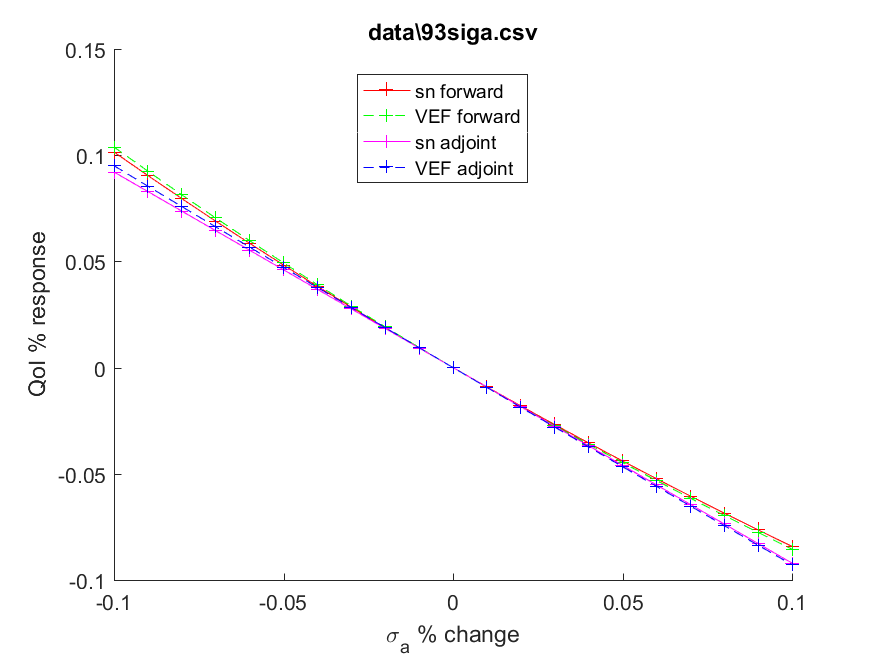 data\93siga.csv
sn forward
VEF forward
sn adjoint
VEF adjoint
0.15
0.1
0.05
0
-0.05
-0.1
QoI % response
-0.1 -0.05 0 0.05 0.1
σa % change